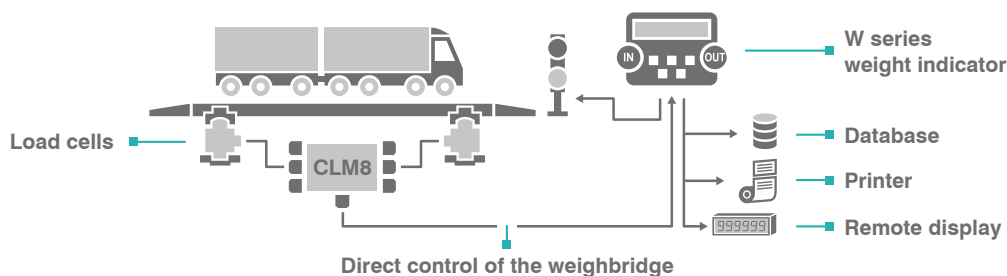 W series
weight indicator
IN
OUT
Load cells
CLM8
Database
Printer
999999
Remote display
Direct control of the weighbridge